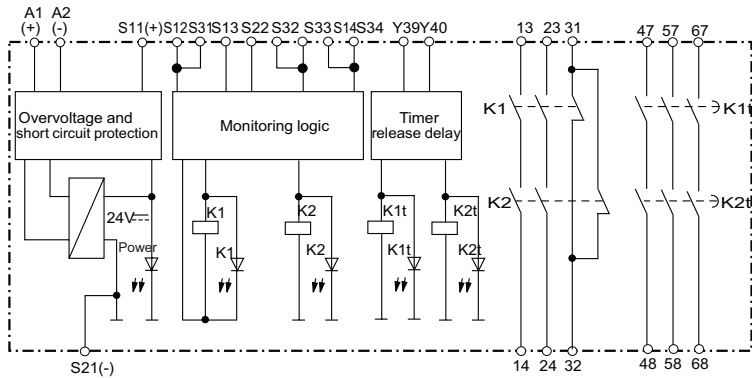 A1
(+)
A2
(-)
S11(+)
S12
S31
S13
S22
S32
S33
S14
S34
Y39
Y40
13
23
31
47
57
67
Overvoltage and
short circuit protection
Monitoring logic
Timer
release delay
K1
K1t
24V
Power
K1
K1
K2
K2
K1t
K1t
K2t
K2t
K2
K2t
S21(-)
14
24
32
48
58
68